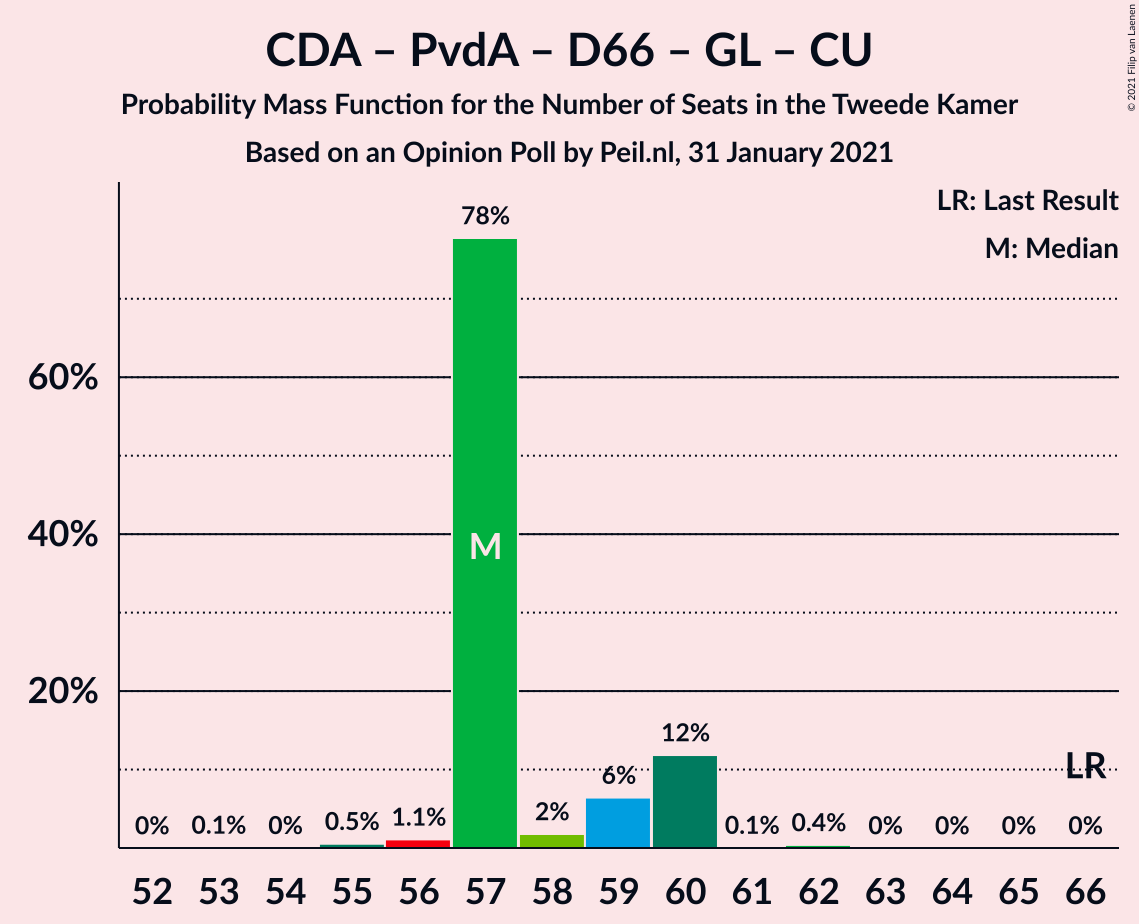 CDA – PvdA – D66 – GL – CU
Probability Mass Function for the Number of Seats in the Tweede Kamer
Based on an Opinion Poll by Peil.nl, 31 January 2021
© 2021 Filip van Laenen
LR: Last Result
M: Median
78%
60%
40%
M
20%
12%
LR
6%
0%
0.1%
0%
0.5%
1.1%
2%
0.1%
0.4%
0%
0%
0%
0%
52 53 54 55 56 57 58 59 60 61 62 63 64 65 66